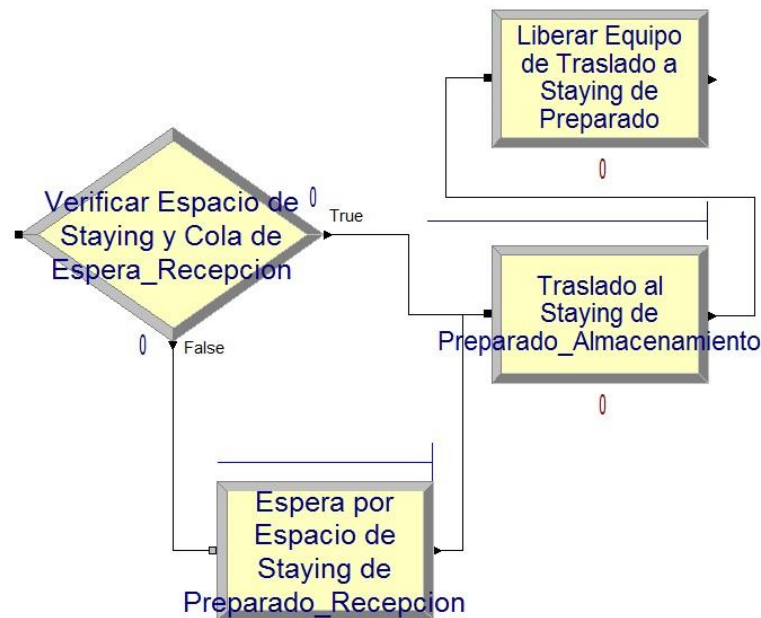 Liberar Equipo
de Traslado a
Staying de
Preparado
0
Verificar Espacio de
Staying y Cola de
Espera_Recepcion
0
True
0
False
Traslado al
Staying de
Preparado_Almacenamiento
0
Espera por
Espacio de
Staying de
Preparado_Recepcion